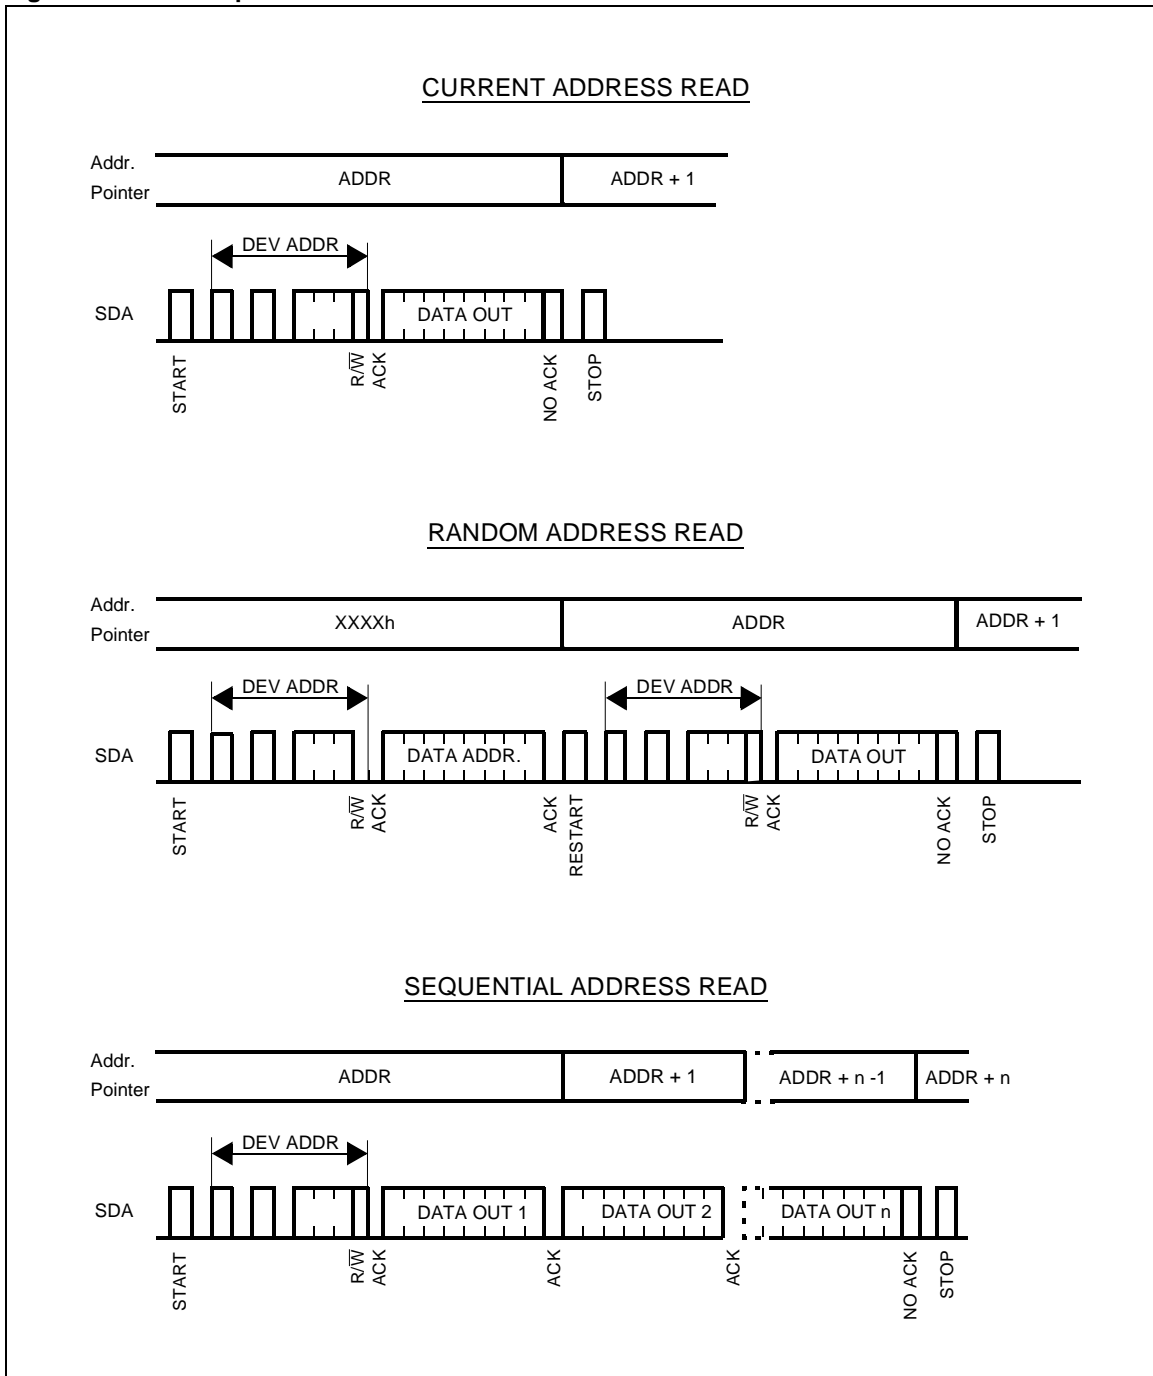 CURRENT ADDRESS READ
Addr.
Pointer
ADDR
ADDR + 1
DEV ADDR
SDA
DATA OUT
START
R/W
ACK
NO ACK
STOP
RANDOM ADDRESS READ
Addr.
Pointer
XXXXh
ADDR
ADDR + 1
DEV ADDR
DEV ADDR
SDA
DATA ADDR.
DATA OUT
START
R/W
ACK
ACK
RESTART
R/W
ACK
NO ACK
STOP
SEQUENTIAL ADDRESS READ
Addr.
Pointer
ADDR
ADDR + 1
ADDR + n -1
ADDR + n
DEV ADDR
SDA
DATA OUT 1
DATA OUT 2
DATA OUT n
START
R/W
ACK
ACK
ACK
NO ACK
STOP